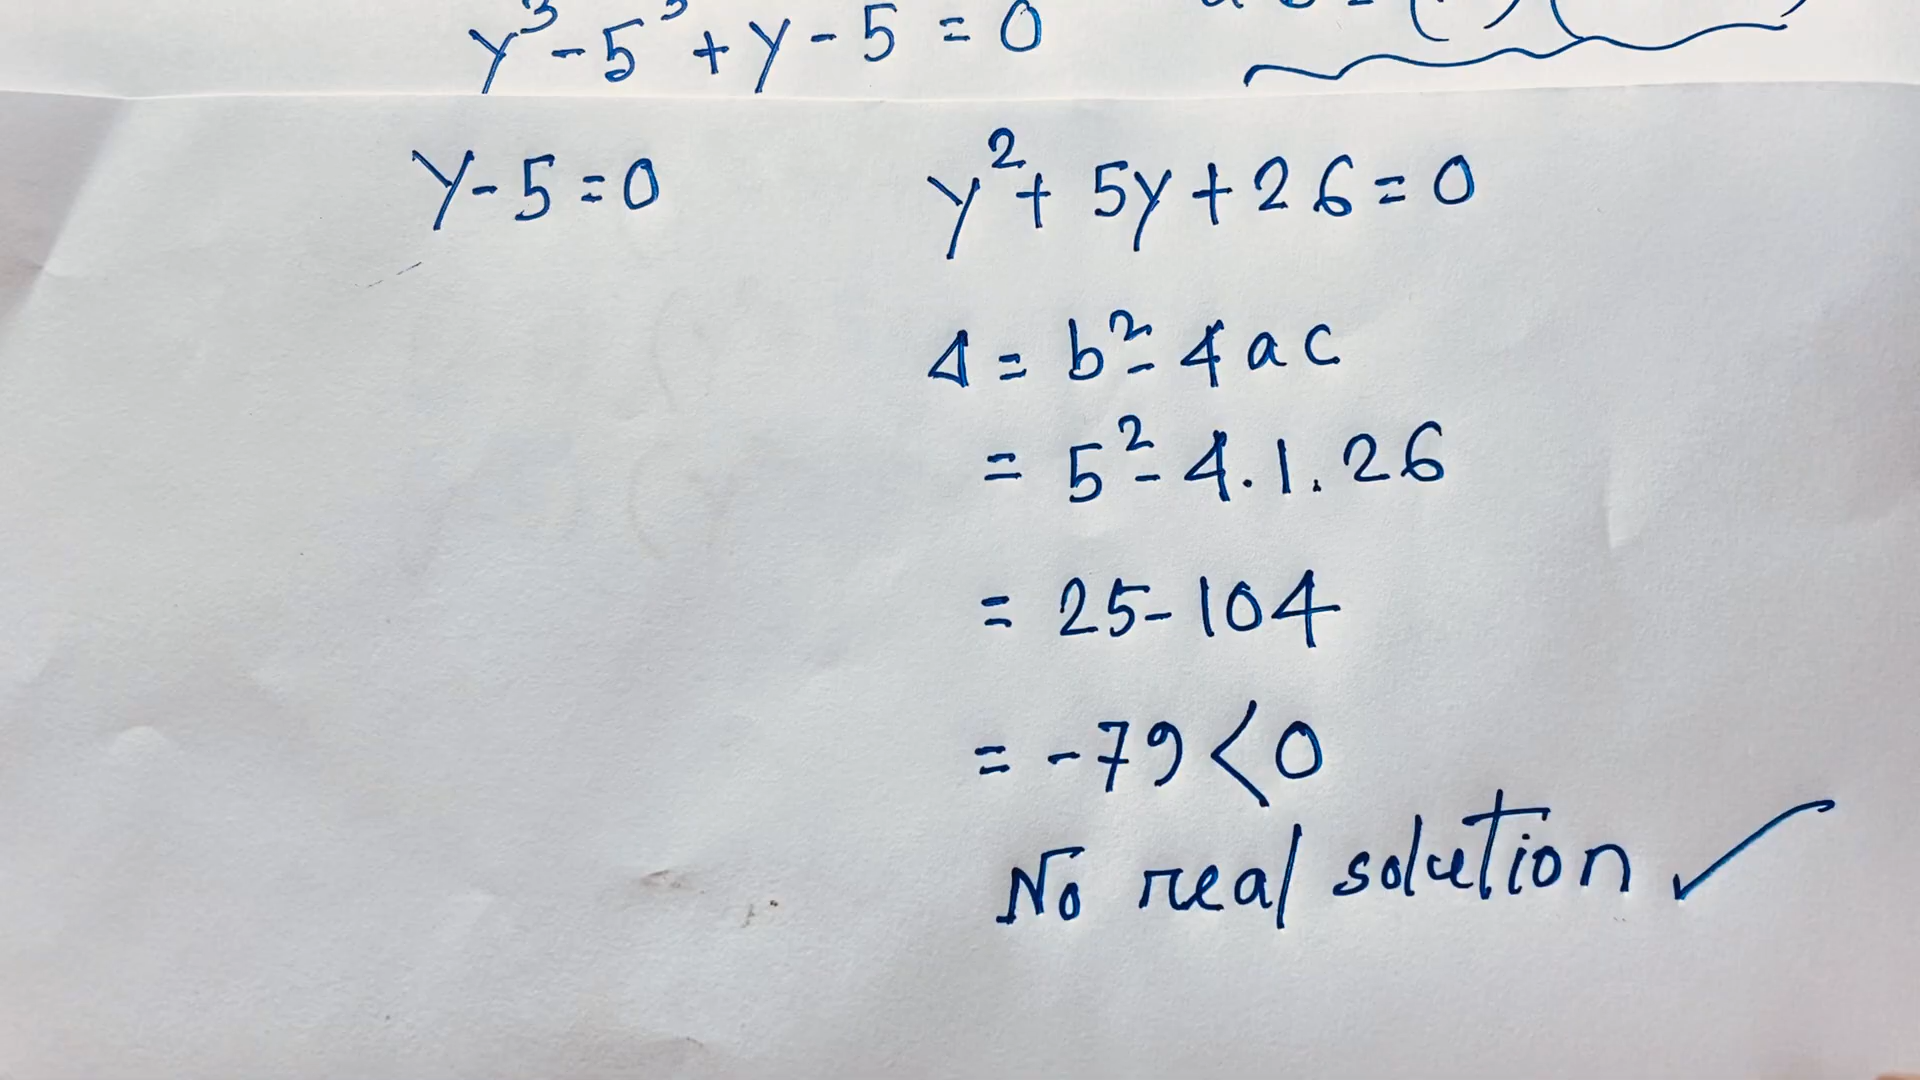 y³ - 5³ + y - 5 = 0
y - 5 = 0
y² + 5y + 26 = 0
Δ = b² - 4ac
= 5² - 4.1.26
= 25 - 104
= -79 < 0
No real solution ✓